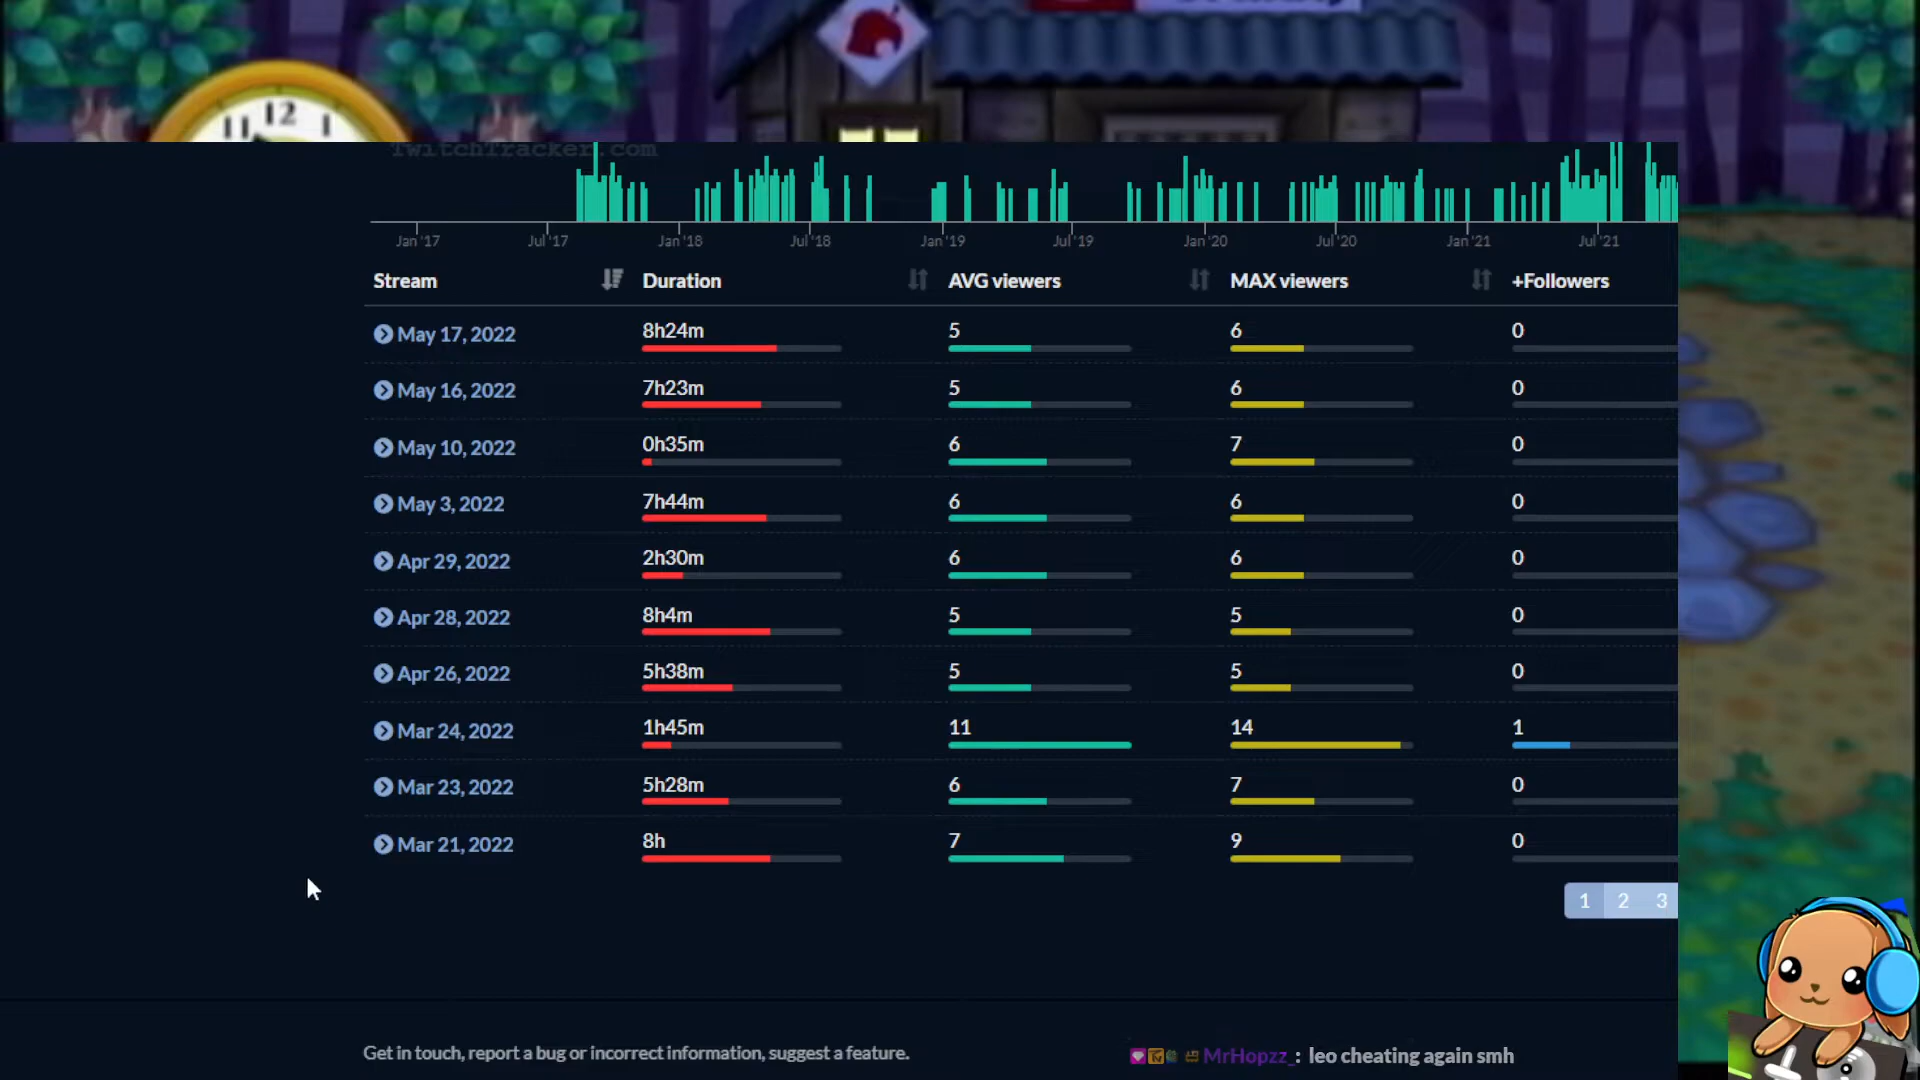 12
11
1
TwitchTracker.com
Jan '17 Jul '17 Jan '18 Jul '18 Jan '19 Jul '19 Jan '20 Jul '20 Jan '21 Jul '21
Stream Duration AVG viewers MAX viewers +Followers
May 17, 2022 8h24m 5 6 0
May 16, 2022 7h23m 5 6 0
May 10, 2022 0h35m 6 7 0
May 3, 2022 7h44m 6 6 0
Apr 29, 2022 2h30m 6 6 0
Apr 28, 2022 8h4m 5 5 0
Apr 26, 2022 5h38m 5 5 0
Mar 24, 2022 1h45m 11 14 1
Mar 23, 2022 5h28m 6 7 0
Mar 21, 2022 8h 7 9 0
1 2 3
Get in touch, report a bug or incorrect information, suggest a feature.
MrHopzz_: leo cheating again smh